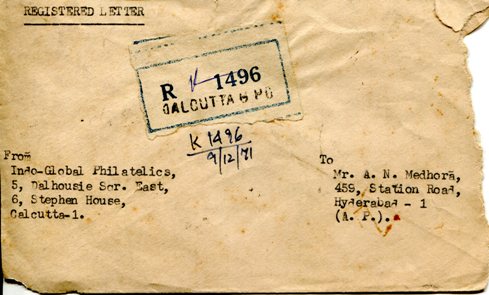 REGISTERED LETTER
R K 1496
CALCUTTA G PO
K 1496
9/12/71
From
Indo-Global Philatelics,
5, Dalhousie Sqr. East,
6, Stephen House,
Calcutta-1.
To
Mr. A. N. Medhora,
459, Station Road,
Hyderabad - 1
(A. P.).